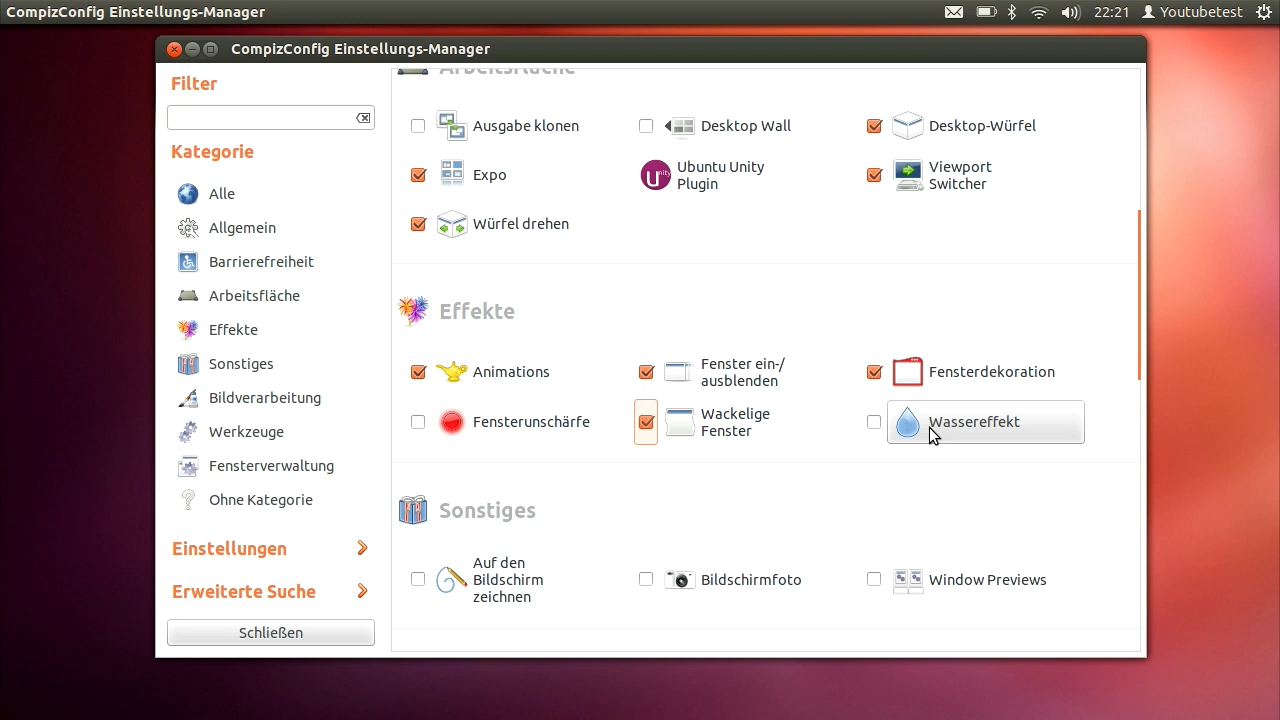 CompizConfig Einstellungs-Manager
22:21 Youtubetest
CompizConfig Einstellungs-Manager
Filter
Kategorie
Alle
Allgemein
Barrierefreiheit
Arbeitsfläche
Effekte
Sonstiges
Bildverarbeitung
Werkzeuge
Fensterverwaltung
Ohne Kategorie
Einstellungen
Erweiterte Suche
Schließen
Arbeitsfläche
Ausgabe klonen
Desktop Wall
Desktop-Würfel
Expo
Ubuntu Unity
Plugin
Viewport
Switcher
Würfel drehen
Effekte
Animations
Fenster ein-/
ausblenden
Fensterdekoration
Fensterunschärfe
Wackelige
Fenster
Wassereffekt
Sonstiges
Auf den
Bildschirm
zeichnen
Bildschirmfoto
Window Previews